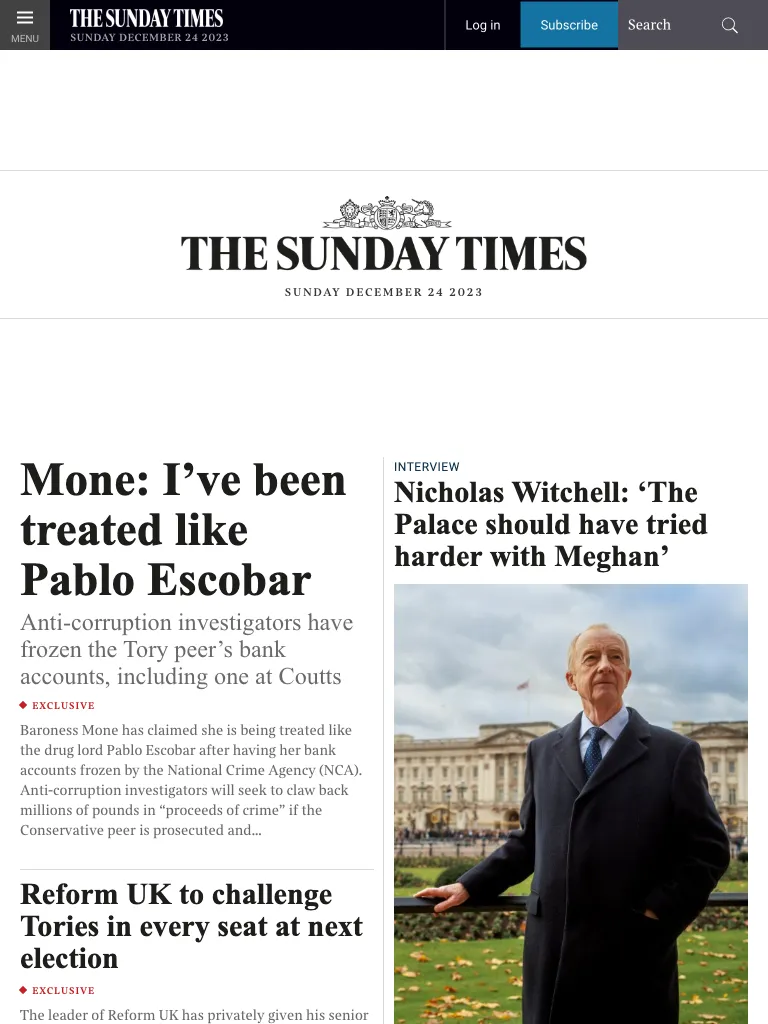 MENU
THE SUNDAY TIMES
SUNDAY DECEMBER 24 2023
Log in
Subscribe
Search
THE SUNDAY TIMES
SUNDAY DECEMBER 24 2023
Mone: I’ve been
treated like
Pablo Escobar
Anti-corruption investigators have
frozen the Tory peer’s bank
accounts, including one at Coutts
EXCLUSIVE
Baroness Mone has claimed she is being treated like
the drug lord Pablo Escobar after having her bank
accounts frozen by the National Crime Agency (NCA).
Anti-corruption investigators will seek to claw back
millions of pounds in “proceeds of crime” if the
Conservative peer is prosecuted and...
Reform UK to challenge
Tories in every seat at next
election
EXCLUSIVE
The leader of Reform UK has privately given his senior
INTERVIEW
Nicholas Witchell: ‘The
Palace should have tried
harder with Meghan’